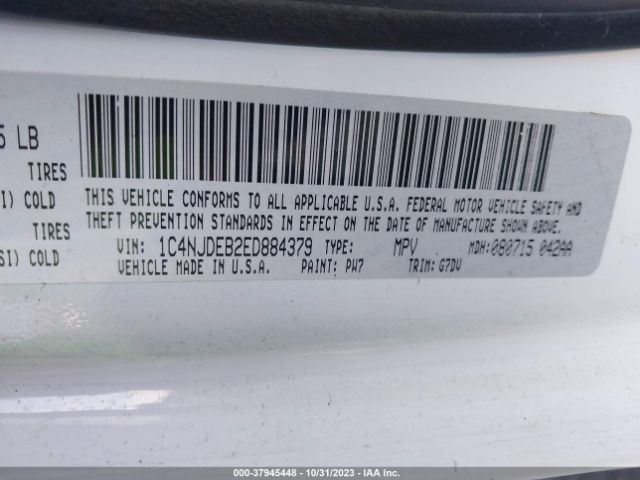 5 LB
TIRES
I) COLD
TIRES
SI) COLD
THIS VEHICLE CONFORMS TO ALL APPLICABLE U.S.A. FEDERAL MOTOR VEHICLE SAFETY AND
THEFT PREVENTION STANDARDS IN EFFECT ON THE DATE OF MANUFACTURE SHOWN ABOVE.
VIN: 1C4NJDEB2ED884379 TYPE: MPV MDH:080715 042AA
VEHICLE MADE IN U.S.A. PAINT: PW7 TRIM: G7DV
000-37945448 - 10/31/2023 - IAA Inc.